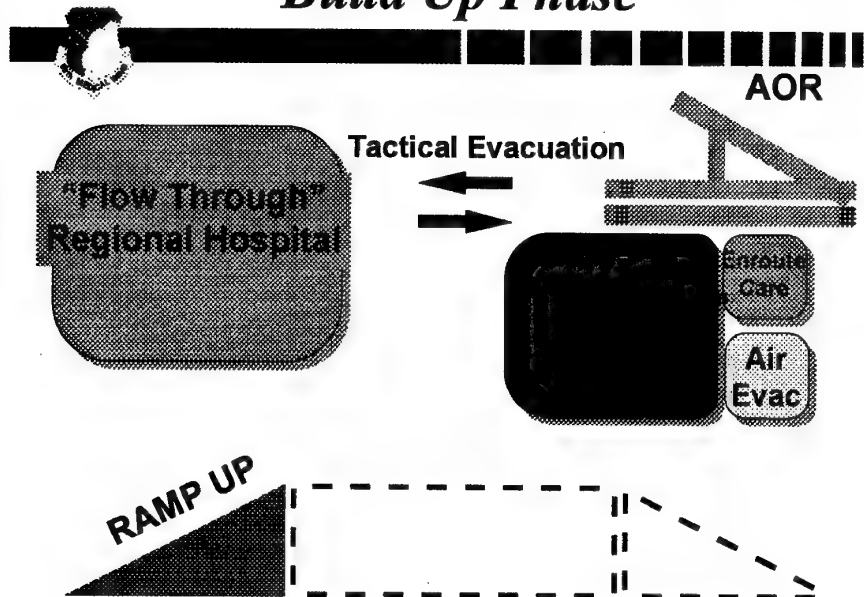 Build Up Phase
AOR
Tactical Evacuation
"Flow Through"
Regional Hospital
Enroute
Care
Air
Evac
RAMP UP